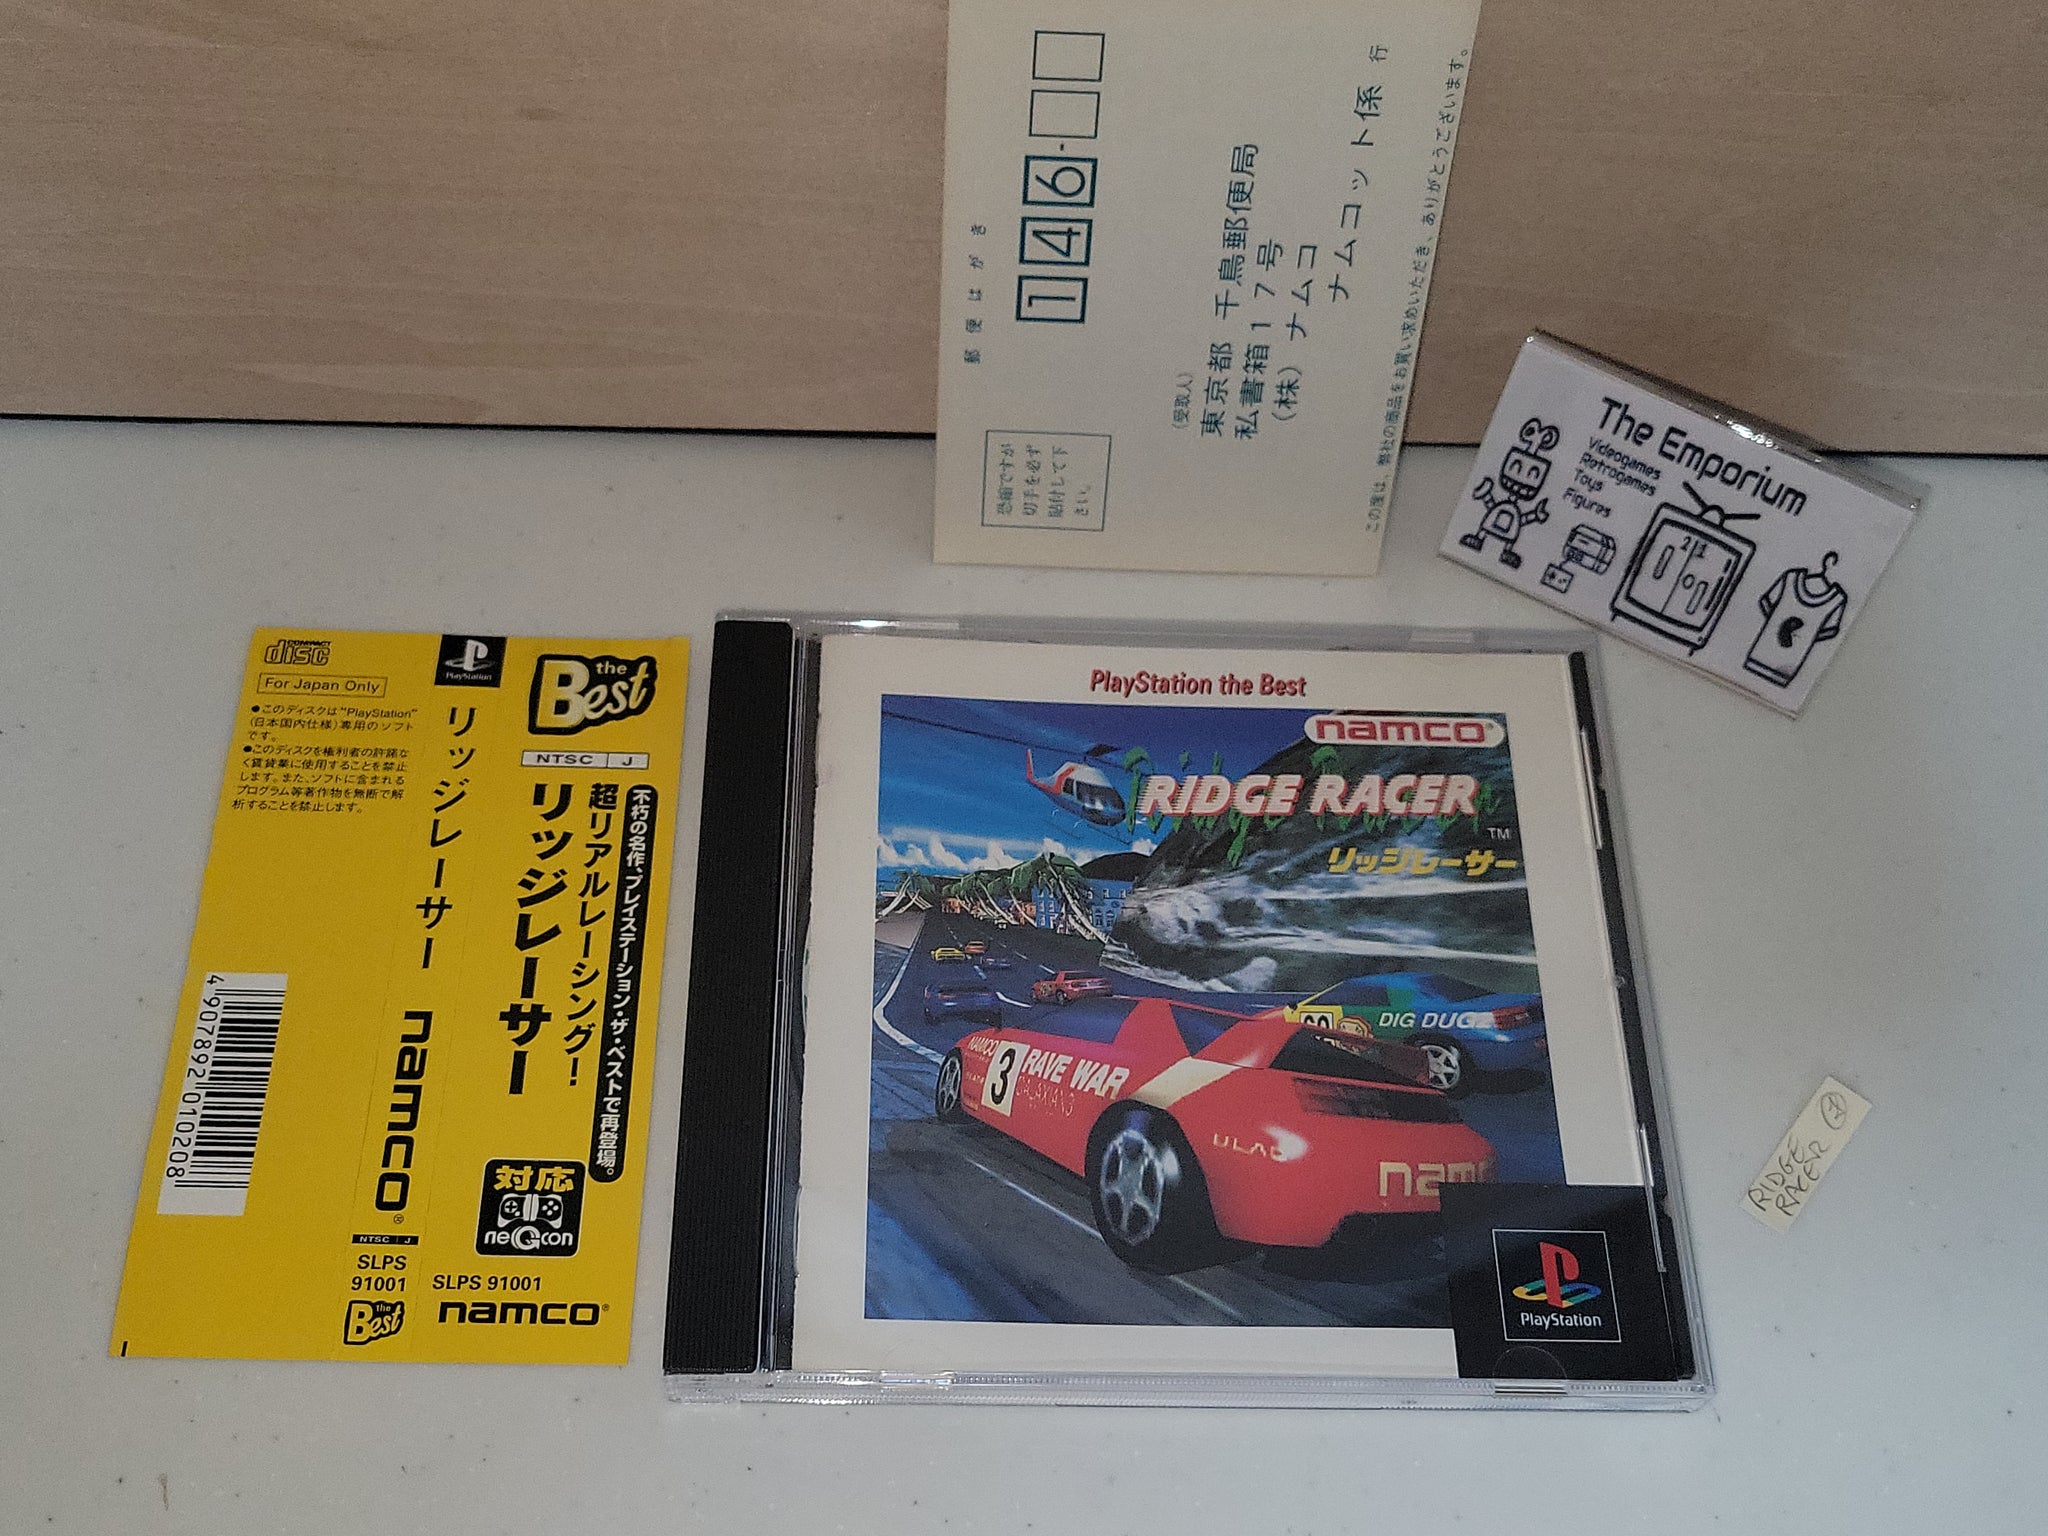 郵便はがき
146-
恐縮ですが
切手を必ず
貼付して下
さい。
(受取人)
東京都 千鳥郵便局
私書箱17号
(株) ナムコ
ナムコット係 行
この度は、弊社の商品をお買い求めいただき、ありがとうございます。
The Emporium
Videogames
Retrogames
Toys
Figures
2 1
COMPACT
disc
For Japan Only
●このディスクは"PlayStation"
(日本国内仕様)専用のソフト
です。
●このディスクを権利者の許諾な
く賃貸業に使用することを禁止
します。また、ソフトに含まれる
プログラム等著作物を無断で解
析することを禁止します。
4 907892 010208
PlayStation
リッジレーサー
namco®
NTSC J
SLPS
91001
the Best
the Best
NTSC J
不朽の名作、プレイステーション・ザ・ベストで再登場。
超リアルレーシング!
リッジレーサー
対応
neGcon
SLPS 91001
namco®
PlayStation the Best
namco®
RIDGE RACER
Ridge Racer
TM
リッジレーサー
DIG DUG
NAMCO
3
RAVE WAR
GALAXIAN3
namc
PlayStation
RIDGE
RACER